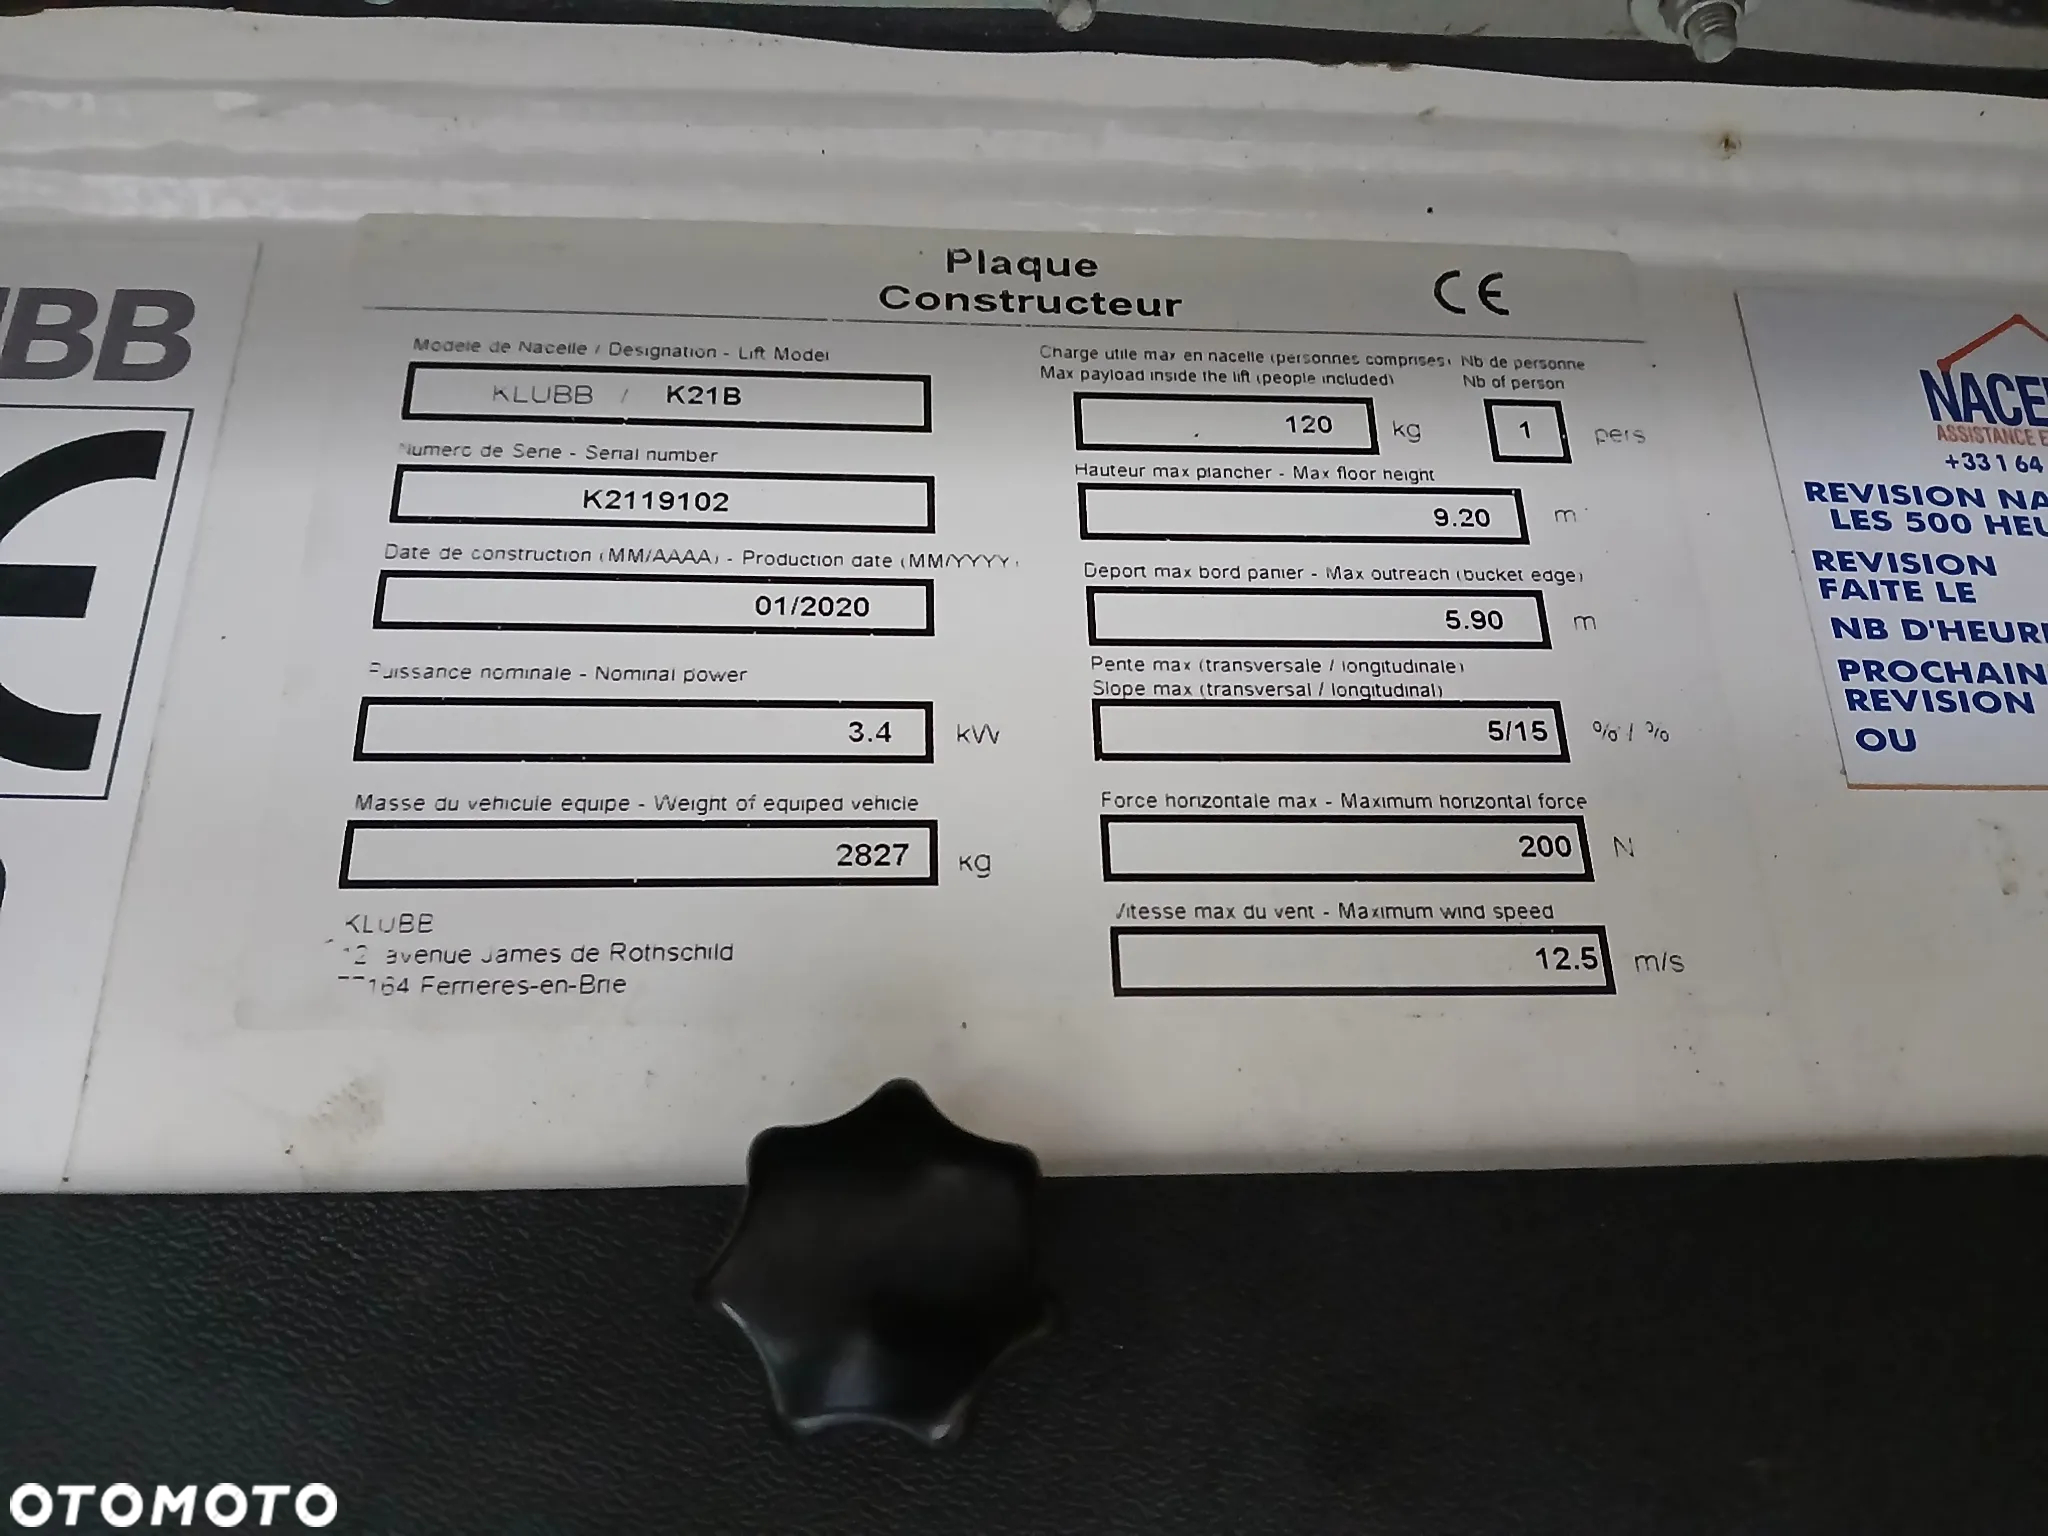 Plaque
Constructeur
CE
Modele de Nacelle / Designation - Lift Model
KLUBB / K21B
Numero de Serie - Serial number
K2119102
Date de construction (MM/AAAA) - Production date (MM/YYYY)
01/2020
Puissance nominale - Nominal power
3.4 kW
Masse du vehicule equipe - Weight of equiped vehicle
2827 kg
KLUBB
12 avenue James de Rothschild
164 Ferrieres-en-Brie
Charge utile max en nacelle (personnes comprises) Nb de personne
Max payload inside the lift (people included) Nb of person
120 kg 1 pers
Hauteur max plancher - Max floor height
9.20 m
Deport max bord panier - Max outreach (bucket edge)
5.90 m
Pente max (transversale / longitudinale)
Slope max (transversal / longitudinal)
5/15 % / %
Force horizontale max - Maximum horizontal force
200 N
Vitesse max du vent - Maximum wind speed
12.5 m/s
UBB
CE
NACE
ASSISTANCE E
+33 1 64
REVISION NA
LES 500 HEU
REVISION
FAITE LE
NB D'HEURE
PROCHAIN
REVISION
OU
OTOMOTO